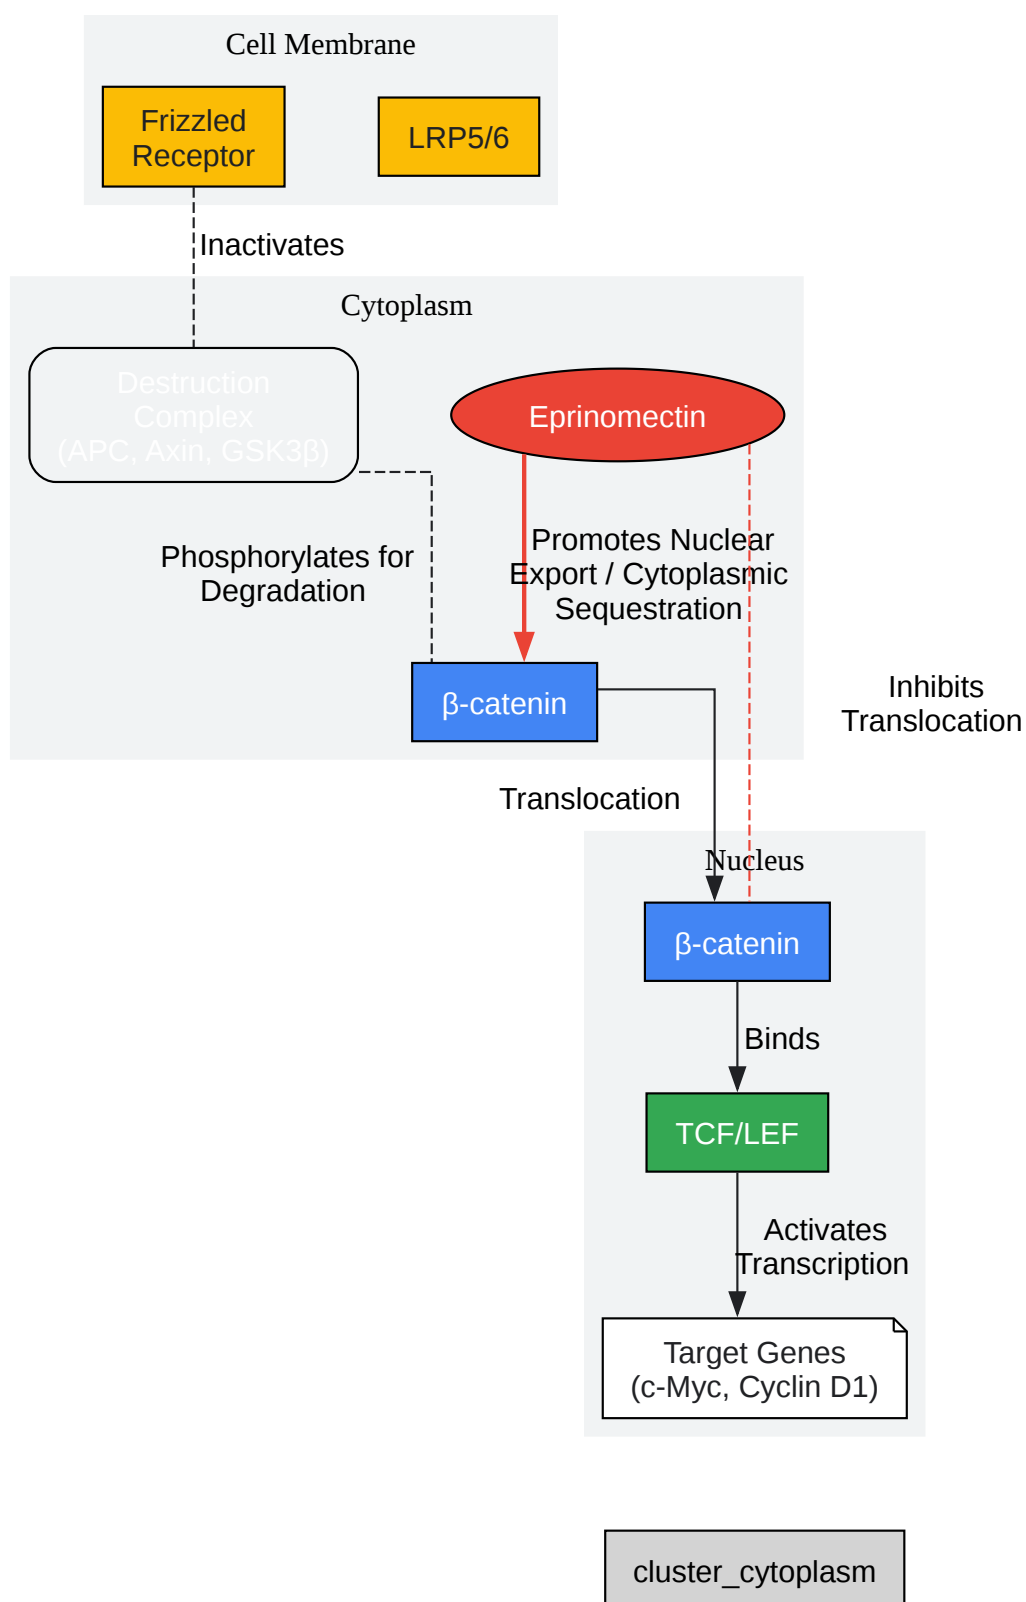 Cell Membrane
Frizzled
Receptor
LRP5/6
Inactivates
Cytoplasm
Destruction
Complex
(APC, Axin, GSK3β)
Eprinomectin
Phosphorylates for
Degradation
Promotes Nuclear
Export / Cytoplasmic
Sequestration
β-catenin
Inhibits
Translocation
Translocation
Nucleus
β-catenin
Binds
TCF/LEF
Activates
Transcription
Target Genes
(c-Myc, Cyclin D1)
cluster_cytoplasm